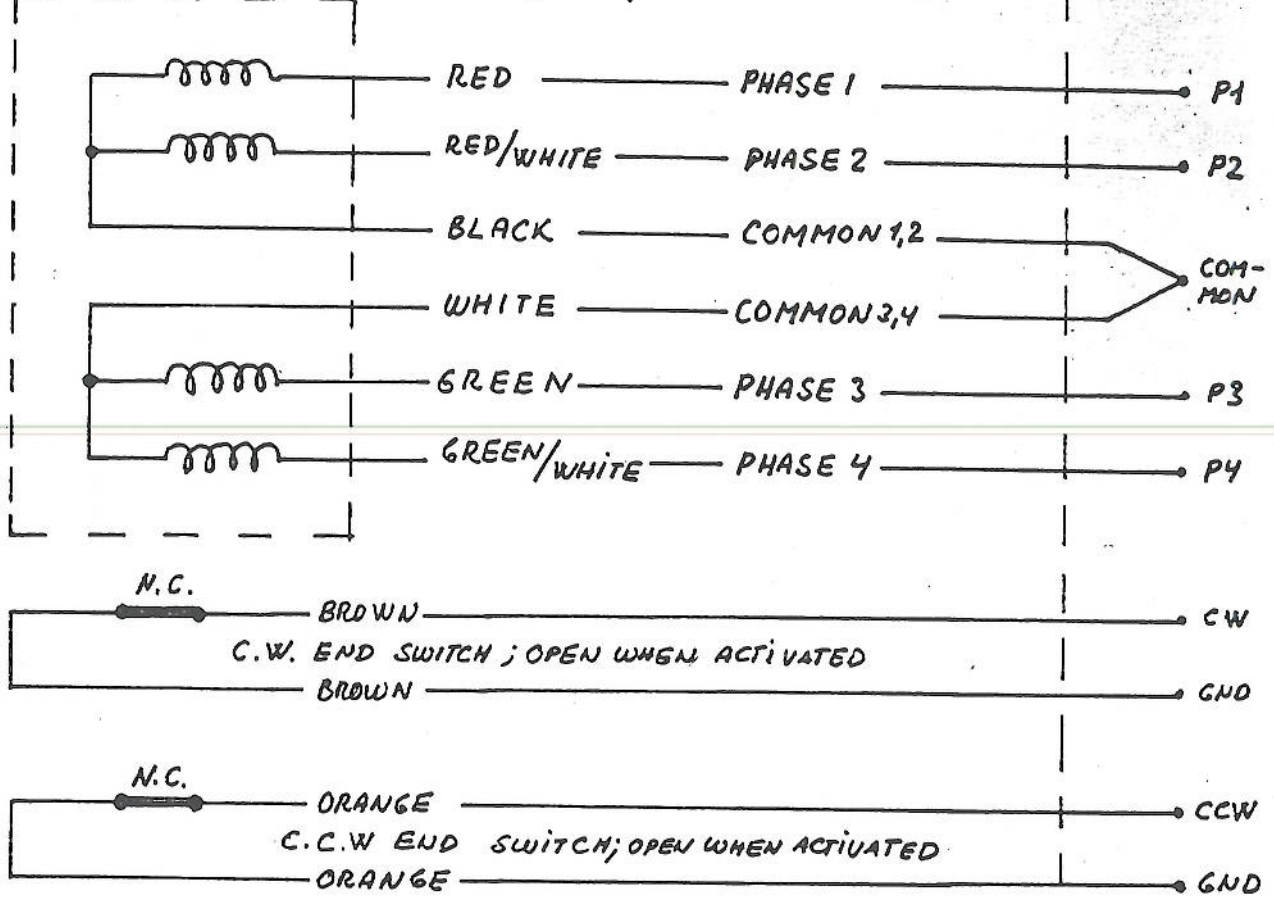 RED PHASE 1 P1
RED/WHITE PHASE 2 P2
BLACK COMMON 1,2
COM-
MON
WHITE COMMON 3,4
GREEN PHASE 3 P3
GREEN/WHITE PHASE 4 P4
N.C.
BROWN CW
C.W. END SWITCH; OPEN WHEN ACTIVATED
BROWN GND
N.C.
ORANGE CCW
C.C.W END SWITCH; OPEN WHEN ACTIVATED
ORANGE GND